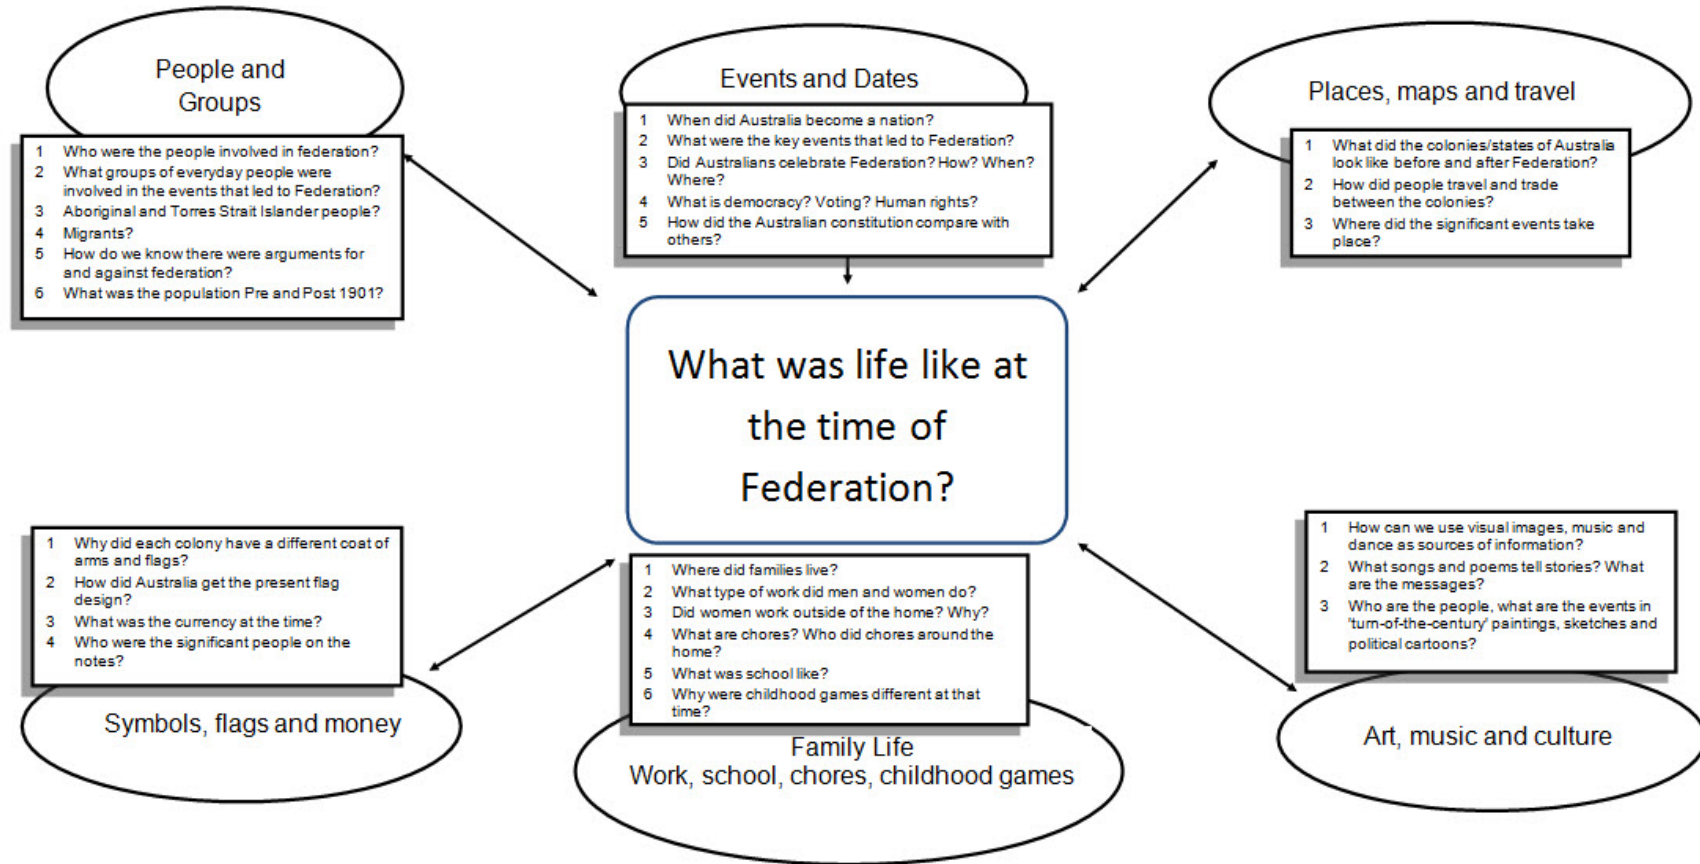 People and
Groups
1 Who were the people involved in federation?
2 What groups of everyday people were
involved in the events that led to Federation?
3 Aboriginal and Torres Strait Islander people?
4 Migrants?
5 How do we know there were arguments for
and against federation?
6 What was the population Pre and Post 1901?
Events and Dates
1 When did Australia become a nation?
2 What were the key events that led to Federation?
3 Did Australians celebrate Federation? How? When?
Where?
4 What is democracy? Voting? Human rights?
5 How did the Australian constitution compare with
others?
Places, maps and travel
1 What did the colonies/states of Australia
look like before and after Federation?
2 How did people travel and trade
between the colonies?
3 Where did the significant events take
place?
What was life like at
the time of
Federation?
1 Why did each colony have a different coat of
arms and flags?
2 How did Australia get the present flag
design?
3 What was the currency at the time?
4 Who were the significant people on the
notes?
Symbols, flags and money
1 Where did families live?
2 What type of work did men and women do?
3 Did women work outside of the home? Why?
4 What are chores? Who did chores around the
home?
5 What was school like?
6 Why were childhood games different at that
time?
Family Life
Work, school, chores, childhood games
1 How can we use visual images, music and
dance as sources of information?
2 What songs and poems tell stories? What
are the messages?
3 Who are the people, what are the events in
'turn-of-the-century' paintings, sketches and
political cartoons?
Art, music and culture